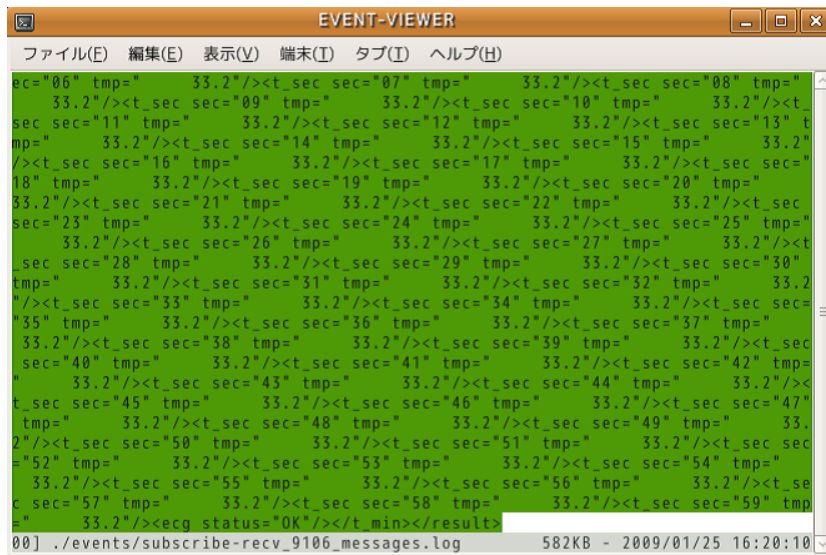 EVENT-VIEWER
ファイル(F) 編集(E) 表示(V) 端末(T) タブ(T) ヘルプ(H)
ec="06" tmp="      33.2"/><t_sec sec="07" tmp="      33.2"/><t_sec sec="08" tmp="
    33.2"/><t_sec sec="09" tmp="      33.2"/><t_sec sec="10" tmp="      33.2"/><t_
sec sec="11" tmp="      33.2"/><t_sec sec="12" tmp="      33.2"/><t_sec sec="13" t
mp="      33.2"/><t_sec sec="14" tmp="      33.2"/><t_sec sec="15" tmp="      33.2"
/><t_sec sec="16" tmp="      33.2"/><t_sec sec="17" tmp="      33.2"/><t_sec sec="
18" tmp="      33.2"/><t_sec sec="19" tmp="      33.2"/><t_sec sec="20" tmp="
33.2"/><t_sec sec="21" tmp="      33.2"/><t_sec sec="22" tmp="      33.2"/><t_sec
sec="23" tmp="      33.2"/><t_sec sec="24" tmp="      33.2"/><t_sec sec="25" tmp="
     33.2"/><t_sec sec="26" tmp="      33.2"/><t_sec sec="27" tmp="      33.2"/><t
_sec sec="28" tmp="      33.2"/><t_sec sec="29" tmp="      33.2"/><t_sec sec="30"
tmp="      33.2"/><t_sec sec="31" tmp="      33.2"/><t_sec sec="32" tmp="      33.2
"/><t_sec sec="33" tmp="      33.2"/><t_sec sec="34" tmp="      33.2"/><t_sec sec=
"35" tmp="      33.2"/><t_sec sec="36" tmp="      33.2"/><t_sec sec="37" tmp="
 33.2"/><t_sec sec="38" tmp="      33.2"/><t_sec sec="39" tmp="      33.2"/><t_sec
 sec="40" tmp="      33.2"/><t_sec sec="41" tmp="      33.2"/><t_sec sec="42" tmp=
"      33.2"/><t_sec sec="43" tmp="      33.2"/><t_sec sec="44" tmp="      33.2"/><
t_sec sec="45" tmp="      33.2"/><t_sec sec="46" tmp="      33.2"/><t_sec sec="47"
 tmp="      33.2"/><t_sec sec="48" tmp="      33.2"/><t_sec sec="49" tmp="      33.
2"/><t_sec sec="50" tmp="      33.2"/><t_sec sec="51" tmp="      33.2"/><t_sec sec
="52" tmp="      33.2"/><t_sec sec="53" tmp="      33.2"/><t_sec sec="54" tmp="
  33.2"/><t_sec sec="55" tmp="      33.2"/><t_sec sec="56" tmp="      33.2"/><t_se
c sec="57" tmp="      33.2"/><t_sec sec="58" tmp="      33.2"/><t_sec sec="59" tmp
="      33.2"/><ecg status="OK"/></t_min></result>
00] ./events/subscribe-recv_9106_messages.log 582KB - 2009/01/25 16:20:10